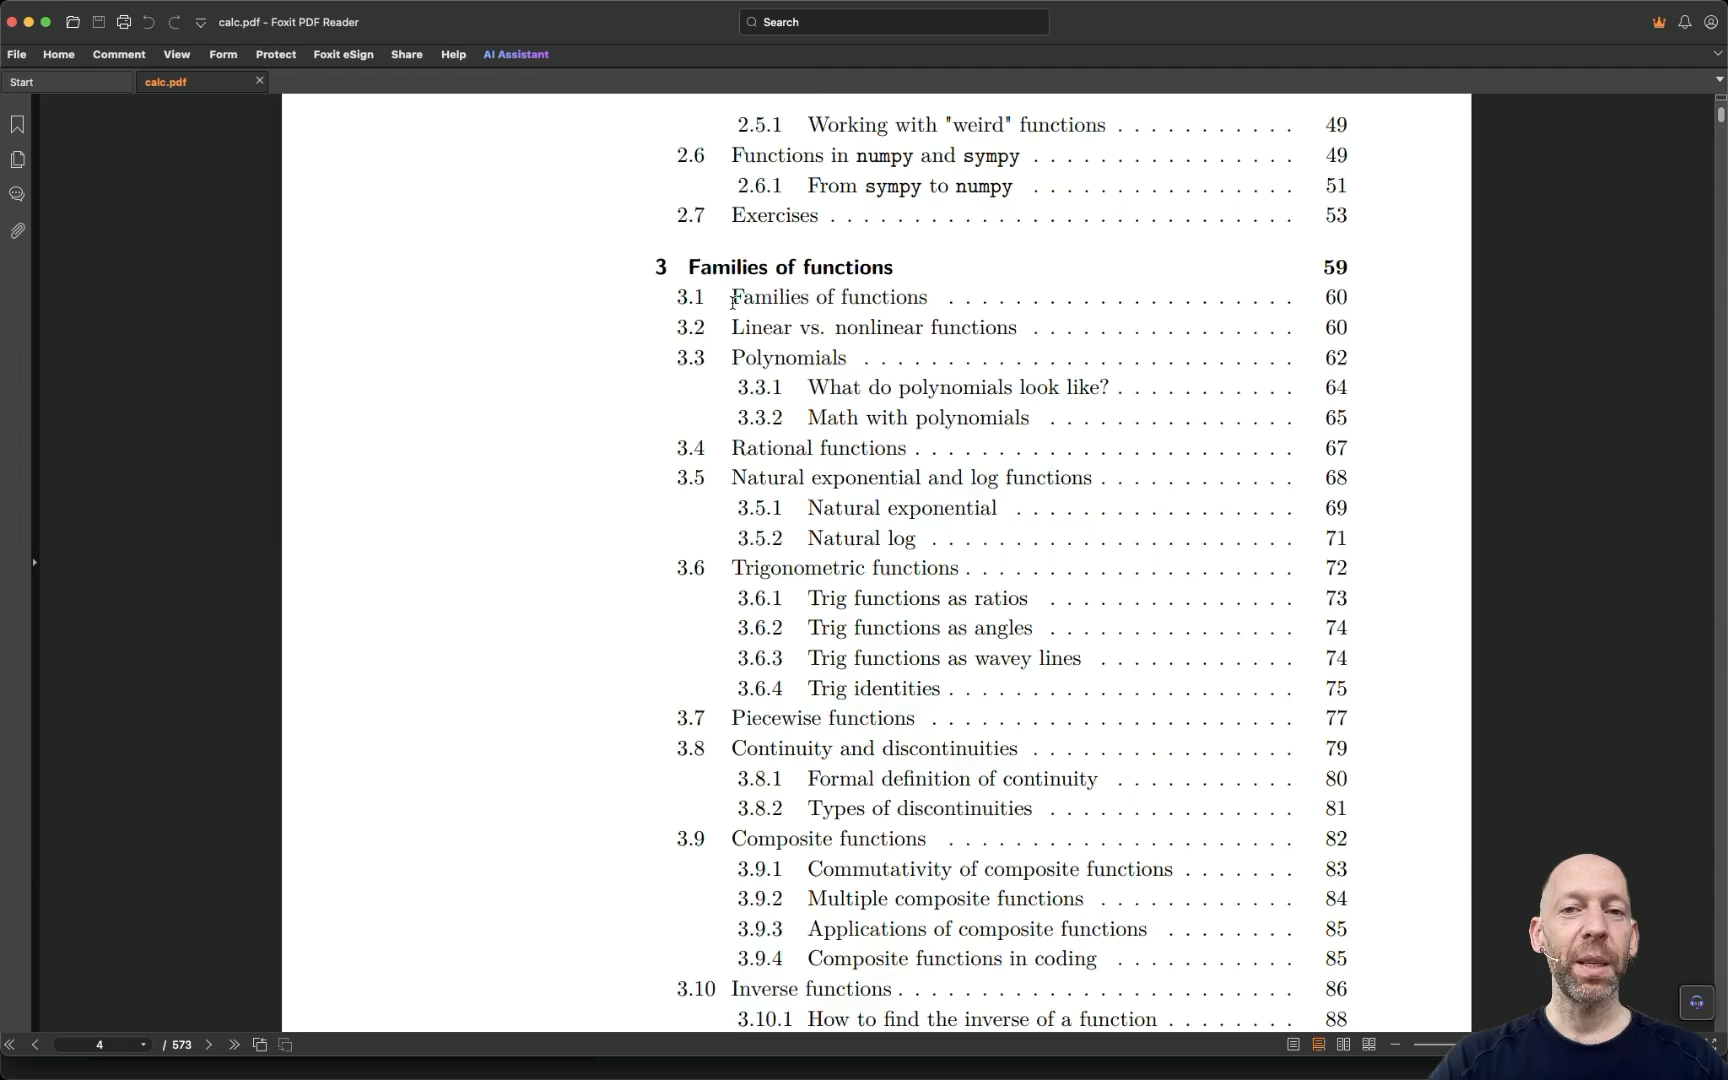 calc.pdf - Foxit PDF Reader
Search
File Home Comment View Form Protect Foxit eSign Share Help AI Assistant
Start calc.pdf
2.5.1 Working with "weird" functions . . . . . . . . . . . 49
2.6 Functions in numpy and sympy . . . . . . . . . . . . . . . . 49
2.6.1 From sympy to numpy . . . . . . . . . . . . . . . . 51
2.7 Exercises . . . . . . . . . . . . . . . . . . . . . . . . . . . . 53
3 Families of functions 59
3.1 Families of functions . . . . . . . . . . . . . . . . . . . . . 60
3.2 Linear vs. nonlinear functions . . . . . . . . . . . . . . . . 60
3.3 Polynomials . . . . . . . . . . . . . . . . . . . . . . . . . . 62
3.3.1 What do polynomials look like? . . . . . . . . . . . 64
3.3.2 Math with polynomials . . . . . . . . . . . . . . . 65
3.4 Rational functions . . . . . . . . . . . . . . . . . . . . . . . 67
3.5 Natural exponential and log functions . . . . . . . . . . . . 68
3.5.1 Natural exponential . . . . . . . . . . . . . . . . . 69
3.5.2 Natural log . . . . . . . . . . . . . . . . . . . . . . 71
3.6 Trigonometric functions . . . . . . . . . . . . . . . . . . . . 72
3.6.1 Trig functions as ratios . . . . . . . . . . . . . . . 73
3.6.2 Trig functions as angles . . . . . . . . . . . . . . . 74
3.6.3 Trig functions as wavey lines . . . . . . . . . . . . 74
3.6.4 Trig identities . . . . . . . . . . . . . . . . . . . . . 75
3.7 Piecewise functions . . . . . . . . . . . . . . . . . . . . . . 77
3.8 Continuity and discontinuities . . . . . . . . . . . . . . . . 79
3.8.1 Formal definition of continuity . . . . . . . . . . . 80
3.8.2 Types of discontinuities . . . . . . . . . . . . . . . 81
3.9 Composite functions . . . . . . . . . . . . . . . . . . . . . 82
3.9.1 Commutativity of composite functions . . . . . . . 83
3.9.2 Multiple composite functions . . . . . . . . . . . . 84
3.9.3 Applications of composite functions . . . . . . . . 85
3.9.4 Composite functions in coding . . . . . . . . . . . 85
3.10 Inverse functions . . . . . . . . . . . . . . . . . . . . . . . . 86
3.10.1 How to find the inverse of a function . . . . . . . . 88
4 / 573